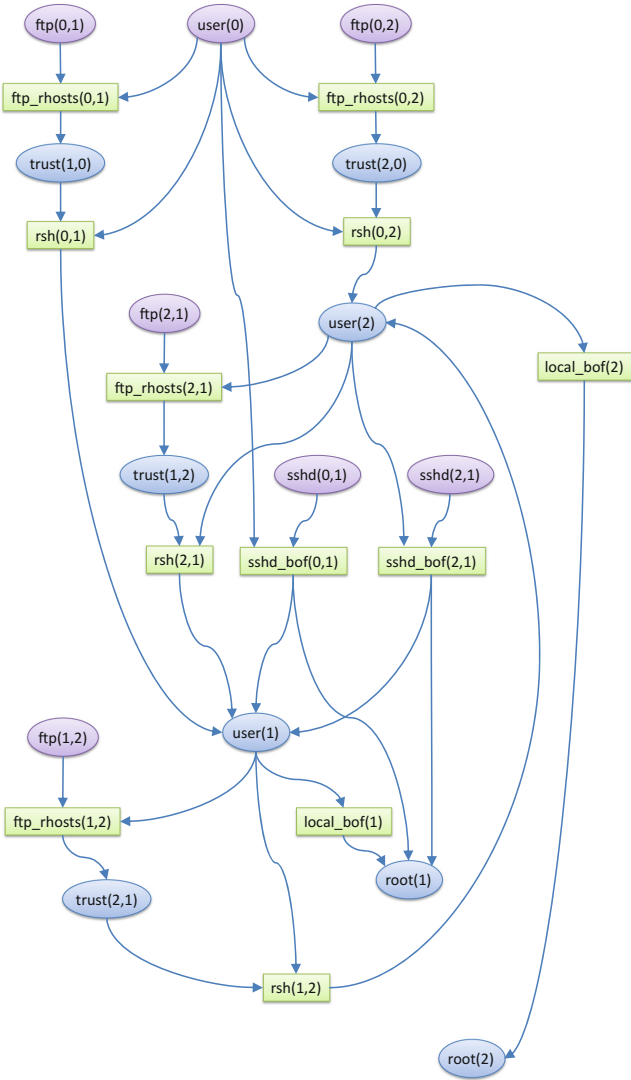 ftp(0,1)
user(0)
ftp(0,2)
ftp_rhosts(0,1)
ftp_rhosts(0,2)
trust(1,0)
trust(2,0)
rsh(0,1)
rsh(0,2)
ftp(2,1)
user(2)
local_bof(2)
ftp_rhosts(2,1)
trust(1,2)
sshd(0,1)
sshd(2,1)
rsh(2,1)
sshd_bof(0,1)
sshd_bof(2,1)
user(1)
ftp(1,2)
ftp_rhosts(1,2)
local_bof(1)
root(1)
trust(2,1)
rsh(1,2)
root(2)